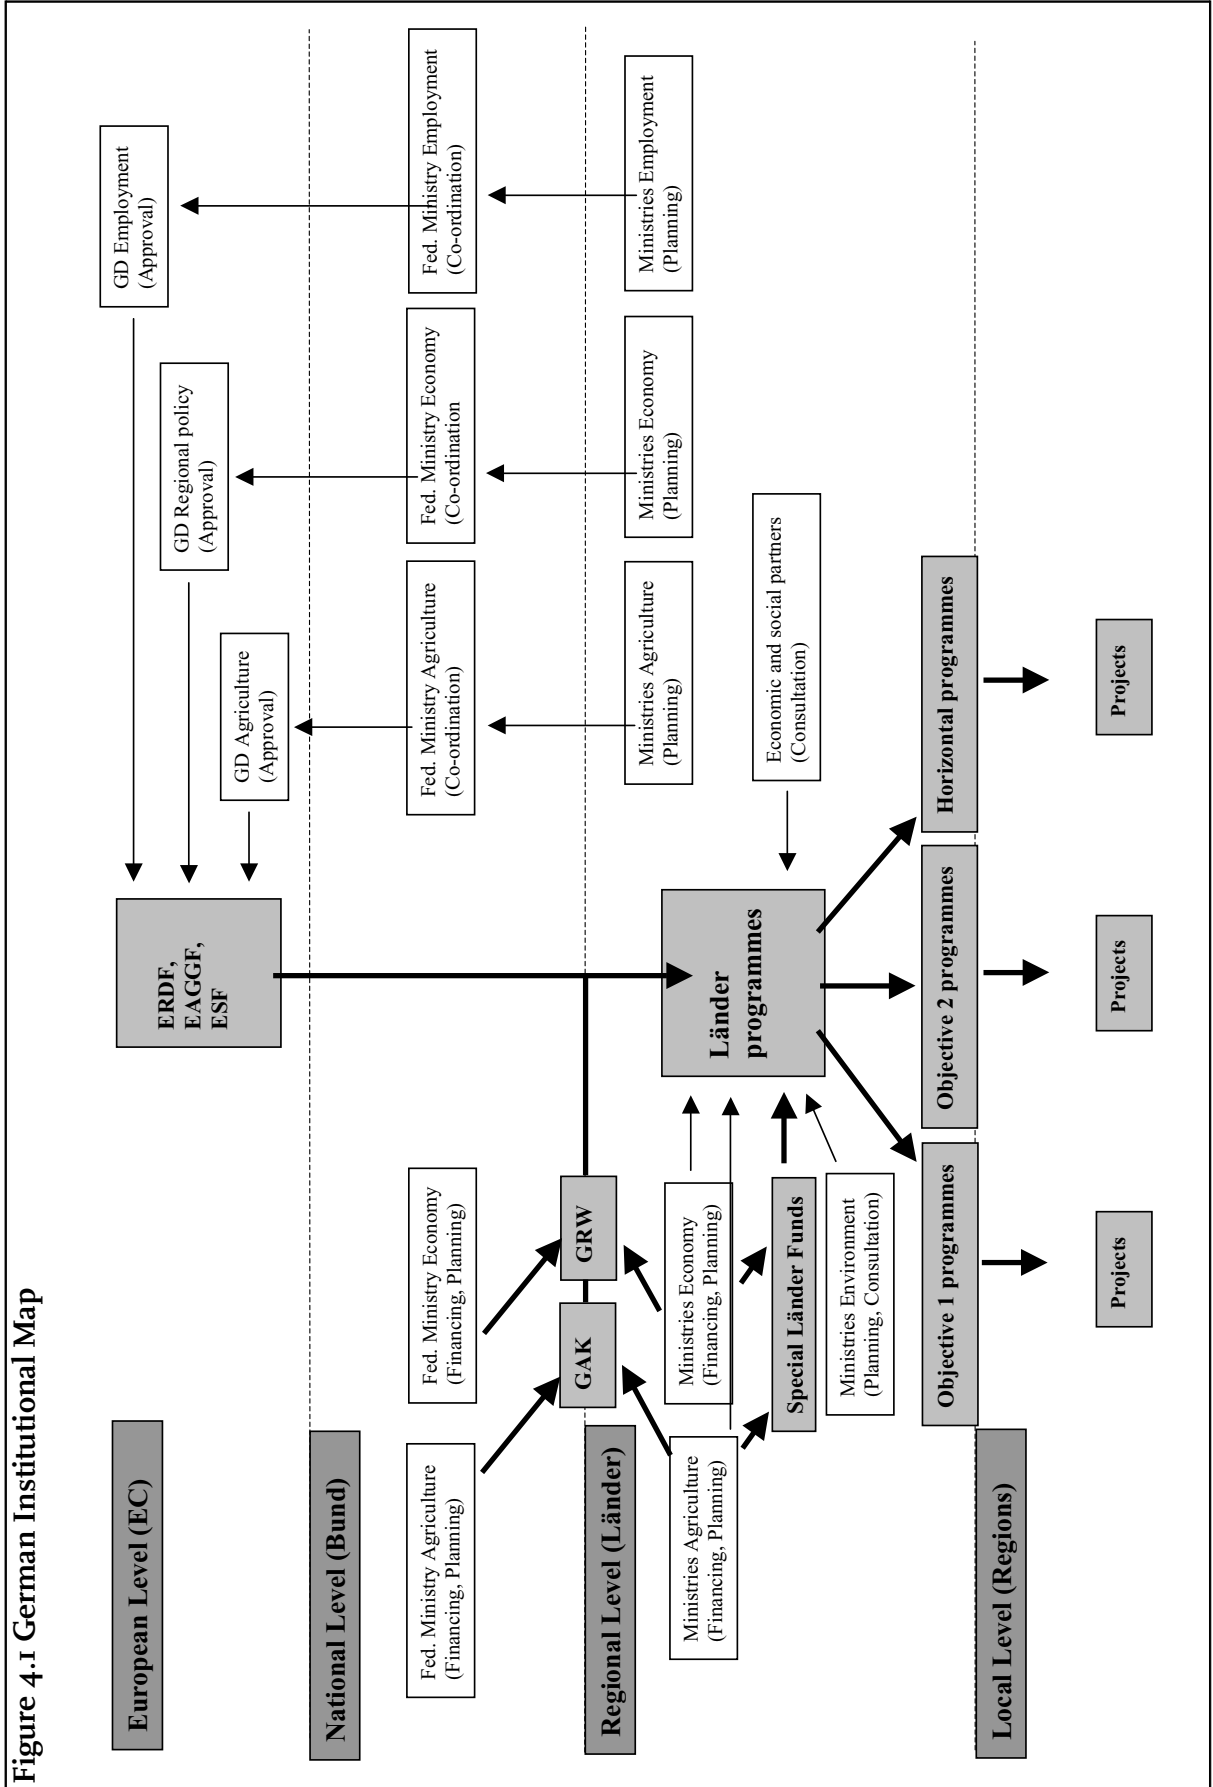 Figure 4.1 German Institutional Map
European Level (EC)
ERDF,
EAGGF,
ESF
GD Agriculture
(Approval)
GD Regional policy
(Approval)
GD Employment
(Approval)
National Level (Bund)
Fed. Ministry Agriculture
(Financing, Planning)
Fed. Ministry Economy
(Financing, Planning)
Fed. Ministry Agriculture
(Co-ordination)
Fed. Ministry Economy
(Co-ordination
Fed. Ministry Employment
(Co-ordination)
GAK
GRW
Regional Level (Länder)
Ministries Agriculture
(Financing, Planning)
Ministries Economy
(Financing, Planning)
Länder
programmes
Ministries Agriculture
(Planning)
Ministries Economy
(Planning)
Ministries Employment
(Planning)
Special Länder Funds
Economic and social partners
(Consultation)
Ministries Environment
(Planning, Consultation)
Objective 1 programmes
Objective 2 programmes
Horizontal programmes
Local Level (Regions)
Projects
Projects
Projects